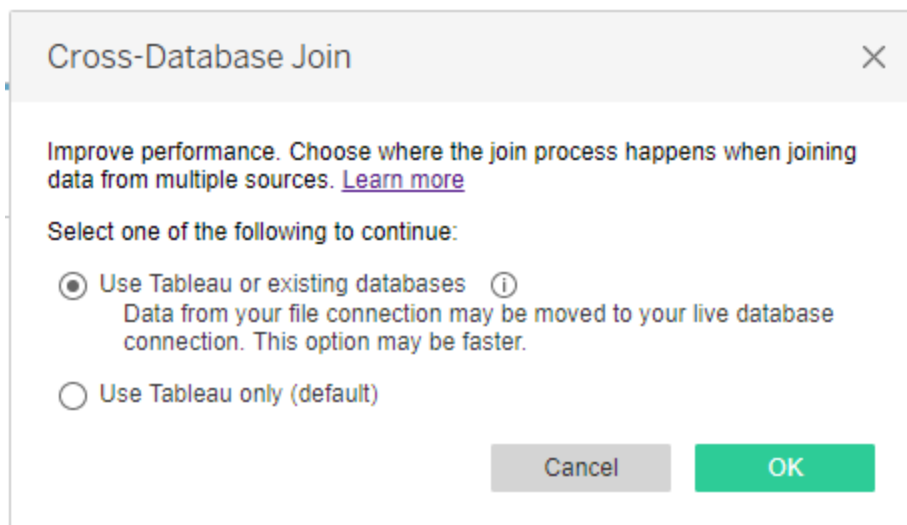 Cross-Database Join
Improve performance. Choose where the join process happens when joining
data from multiple sources. Learn more
Select one of the following to continue:
Use Tableau or existing databases
Data from your file connection may be moved to your live database
connection. This option may be faster.
Use Tableau only (default)
Cancel OK